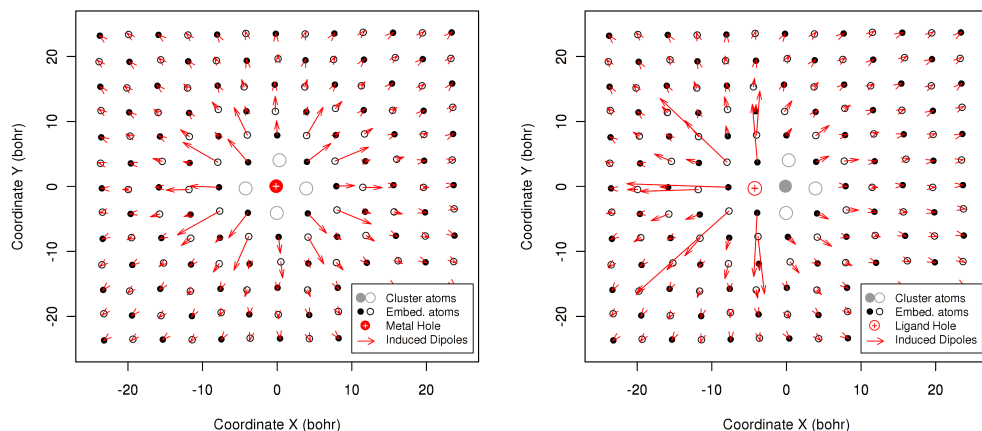 20
10
0
-10
-20
Coordinate Y (bohr)
-20
-10
0
10
20
Coordinate X (bohr)
Cluster atoms
Embed. atoms
Metal Hole
Induced Dipoles
20
10
0
-10
-20
Coordinate Y (bohr)
-20
-10
0
10
20
Coordinate X (bohr)
Cluster atoms
Embed. atoms
Ligand Hole
Induced Dipoles